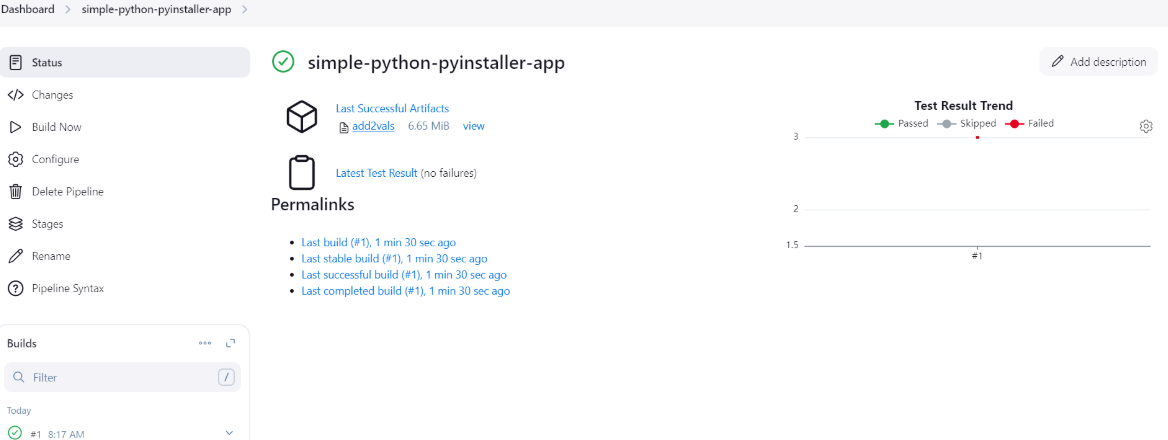 Dashboard > simple-python-pyinstaller-app >
Status
Changes
Build Now
Configure
Delete Pipeline
Stages
Rename
Pipeline Syntax
Builds
Filter /
Today
#1 8:17 AM
simple-python-pyinstaller-app
Add description
Last Successful Artifacts
add2vals 6.65 MiB view
Latest Test Result (no failures)
Permalinks
Last build (#1), 1 min 30 sec ago
Last stable build (#1), 1 min 30 sec ago
Last successful build (#1), 1 min 30 sec ago
Last completed build (#1), 1 min 30 sec ago
Test Result Trend
Passed Skipped Failed
3
2
1.5
#1